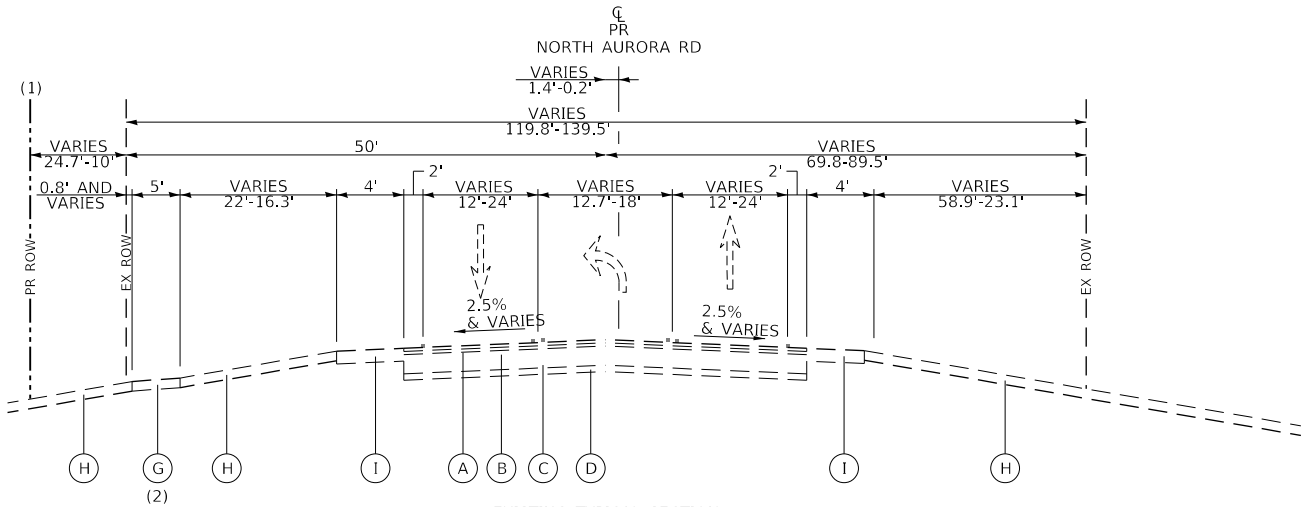 ℄
PR
NORTH AURORA RD
VARIES
1.4'-0.2'
(1)
VARIES
119.8'-139.5'
VARIES
24.7'-10'
50'
VARIES
69.8-89.5'
0.8' AND
VARIES
5'
VARIES
22'-16.3'
4'
2'
VARIES
12'-24'
VARIES
12.7'-18'
VARIES
12'-24'
2'
4'
VARIES
58.9'-23.1'
PR ROW
EX ROW
EX ROW
2.5%
& VARIES
2.5%
& VARIES
H
G
H
I
A
B
C
D
I
H
(2)